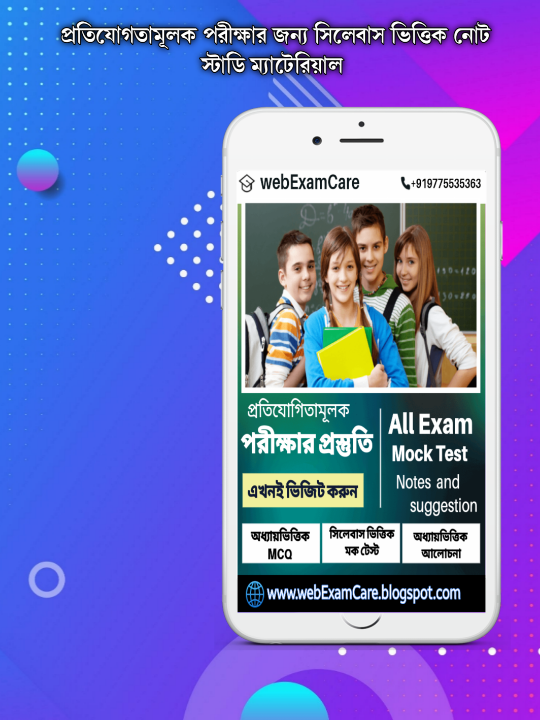 প্রতিযোগতামূলক পরীক্ষার জন্য সিলেবাস ভিত্তিক নোট
স্টাডি ম্যাটেরিয়াল
webExamCare
+919775535363
প্রতিযোগিতামূলক
পরীক্ষার প্রস্তুতি
এখনই ভিজিট করুন
All Exam
Mock Test
Notes and
suggestion
অধ্যায়ভিত্তিক
MCQ
সিলেবাস ভিত্তিক
মক টেস্ট
অধ্যায়ভিত্তিক
আলোচনা
www.webExamCare.blogspot.com